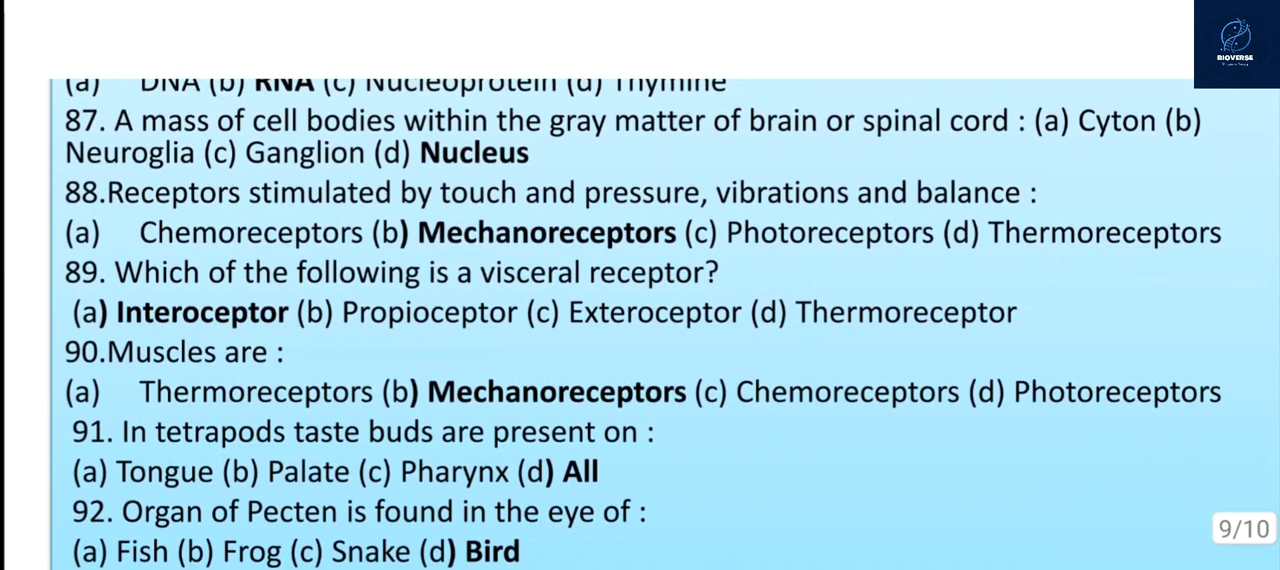 BIOVERSE
(a) DNA (b) RNA (c) Nucleoprotein (d) Thymine
87. A mass of cell bodies within the gray matter of brain or spinal cord : (a) Cyton (b)
Neuroglia (c) Ganglion (d) Nucleus
88.Receptors stimulated by touch and pressure, vibrations and balance :
(a) Chemoreceptors (b) Mechanoreceptors (c) Photoreceptors (d) Thermoreceptors
89. Which of the following is a visceral receptor?
(a) Interoceptor (b) Propioceptor (c) Exteroceptor (d) Thermoreceptor
90.Muscles are :
(a) Thermoreceptors (b) Mechanoreceptors (c) Chemoreceptors (d) Photoreceptors
91. In tetrapods taste buds are present on :
(a) Tongue (b) Palate (c) Pharynx (d) All
92. Organ of Pecten is found in the eye of :
(a) Fish (b) Frog (c) Snake (d) Bird
9/10